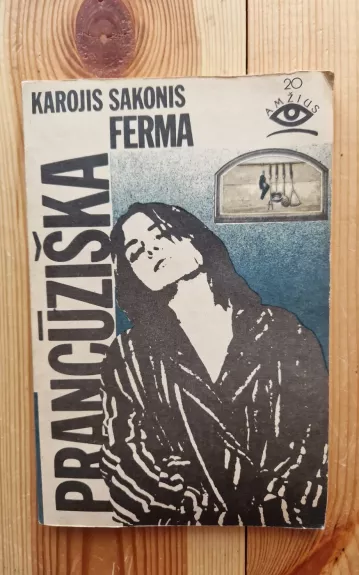 KAROJIS SAKONIS
PRANCŪZIŠKA
FERMA
20
AMŽIUS